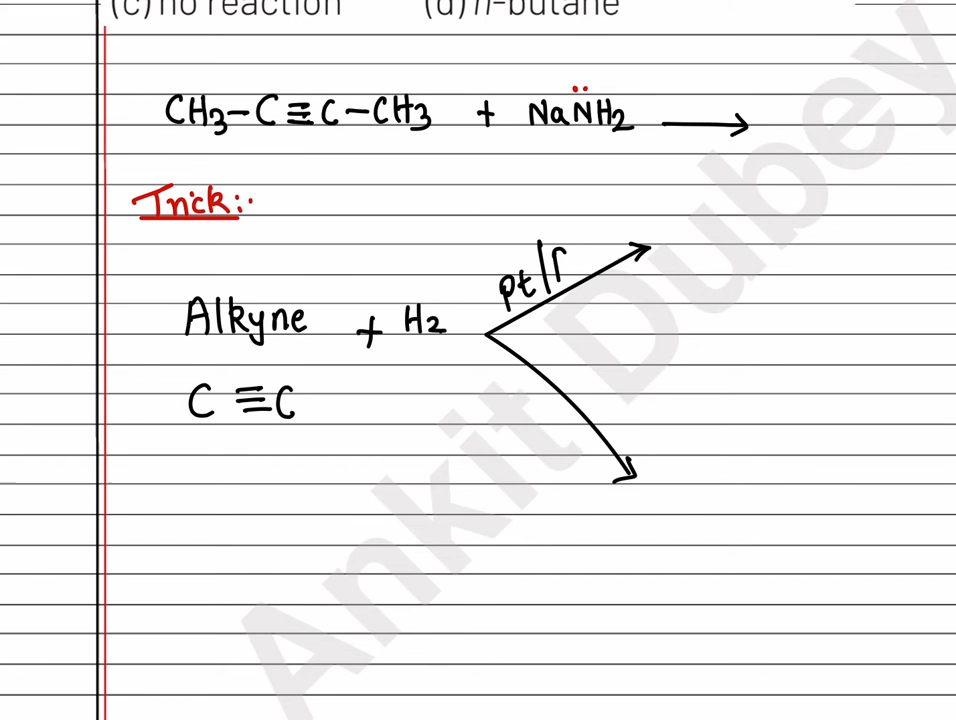 (c) no reaction (d) n-butane
CH3-C≡C-CH3 + NaNH2 →
Trick:-
pt/
Alkyne + H2
C≡C
Ankit Dubey